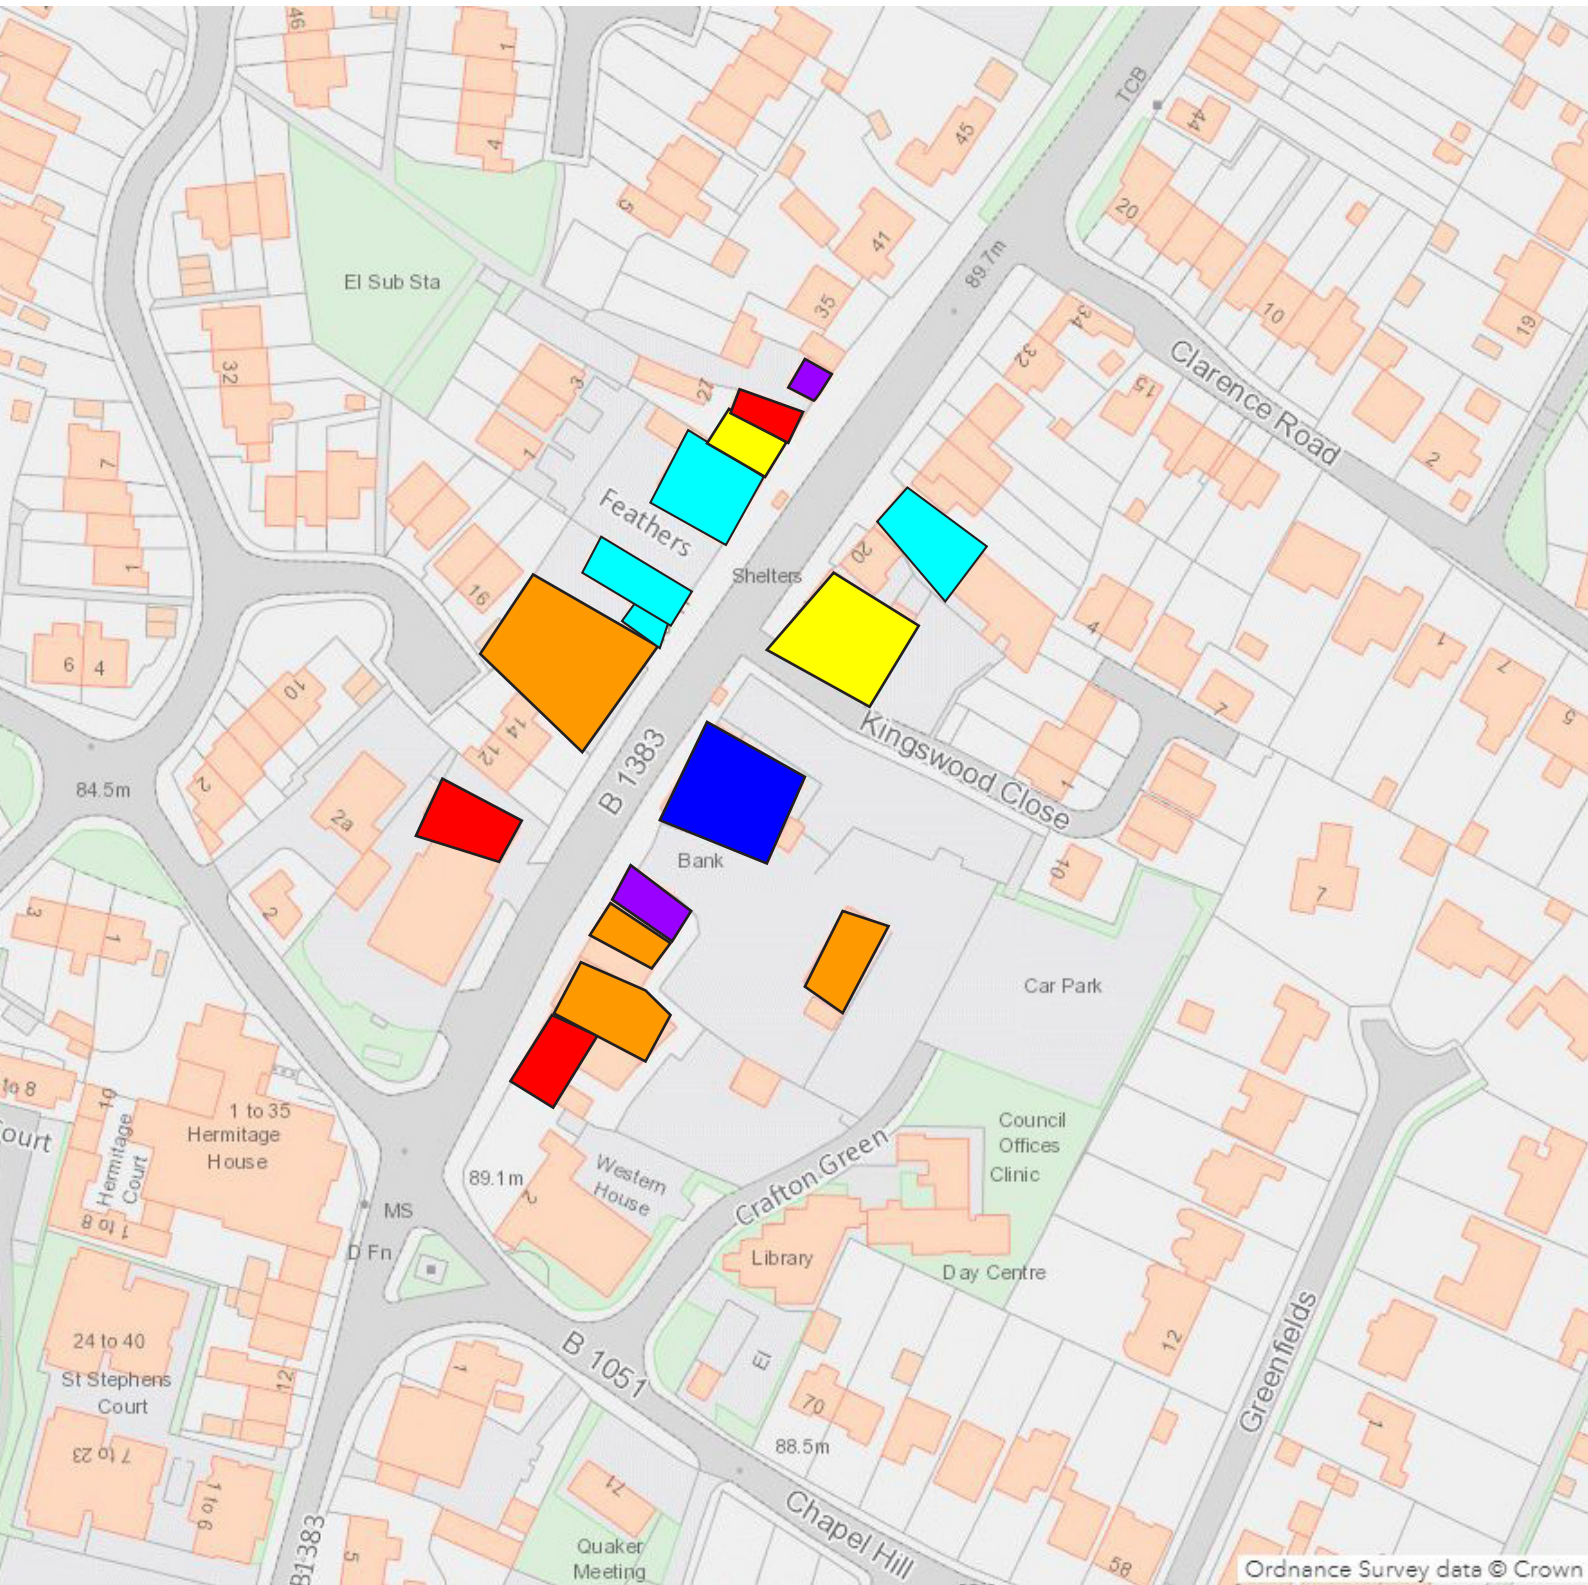 46
1
4
TCB
44
45
5
41
20
El Sub Sta
89.7m
35
10
34
19
32
Clarence Road
32
3
27
15
2
7
1
Feathers
20
Shelters
1
16
4
1
7
6 4
10
7
5
14
12
B 1383
Kingswood Close
1
84.5m
2
2a
Bank
10
7
3
1
2
Car Park
to 8
10
1 to 35
Hermitage
House
Council
Offices
Clinic
ourt
Hermitage
Court
Crafton Green
89.1m
Western
House
2
1 to 8
MS
D Fn
Library
Day Centre
24 to 40
12
B 1051
El
Greenfields
St Stephens
Court
12
1
70
1
7 to 23
88.5m
71
1 to 6
Chapel Hill
B1383
5
Quaker
Meeting
58
Ordnance Survey data © Crown